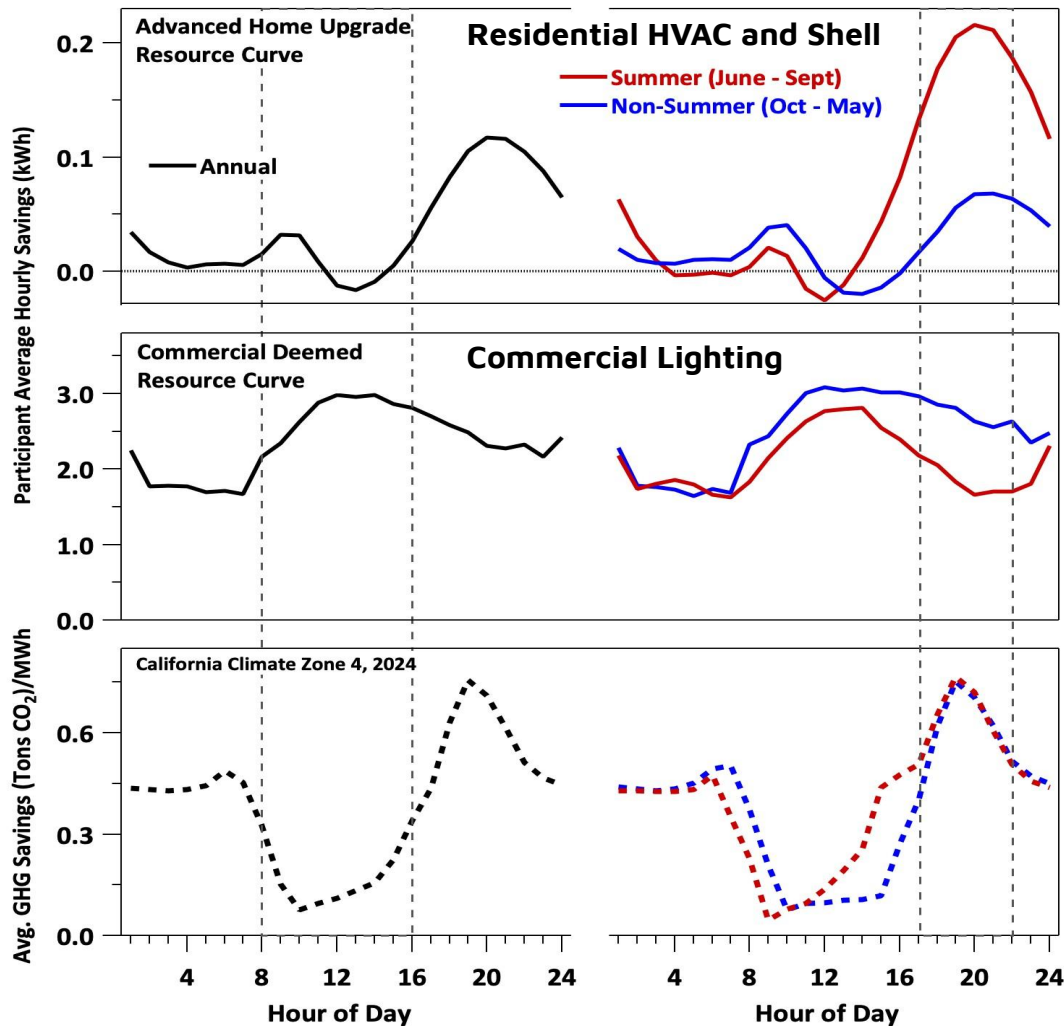 Advanced Home Upgrade
Resource Curve
Residential HVAC and Shell
Summer (June - Sept)
Non-Summer (Oct - May)
Annual
0.2
0.1
0.0
Participant Average Hourly Savings (kWh)
Commercial Deemed
Resource Curve
Commercial Lighting
3.0
2.0
1.0
0.0
California Climate Zone 4, 2024
Avg. GHG Savings (Tons CO₂)/MWh
0.6
0.3
0.0
4 8 12 16 20 24 4 8 12 16 20 24
Hour of Day Hour of Day